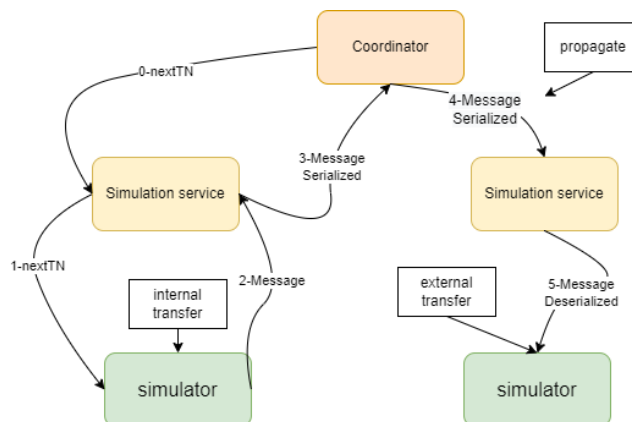 Coordinator
propagate
0-nextTN
4-Message
Serialized
3-Message
Serialized
Simulation service
Simulation service
1-nextTN
2-Message
internal
transfer
external
transfer
5-Message
Deserialized
simulator
simulator